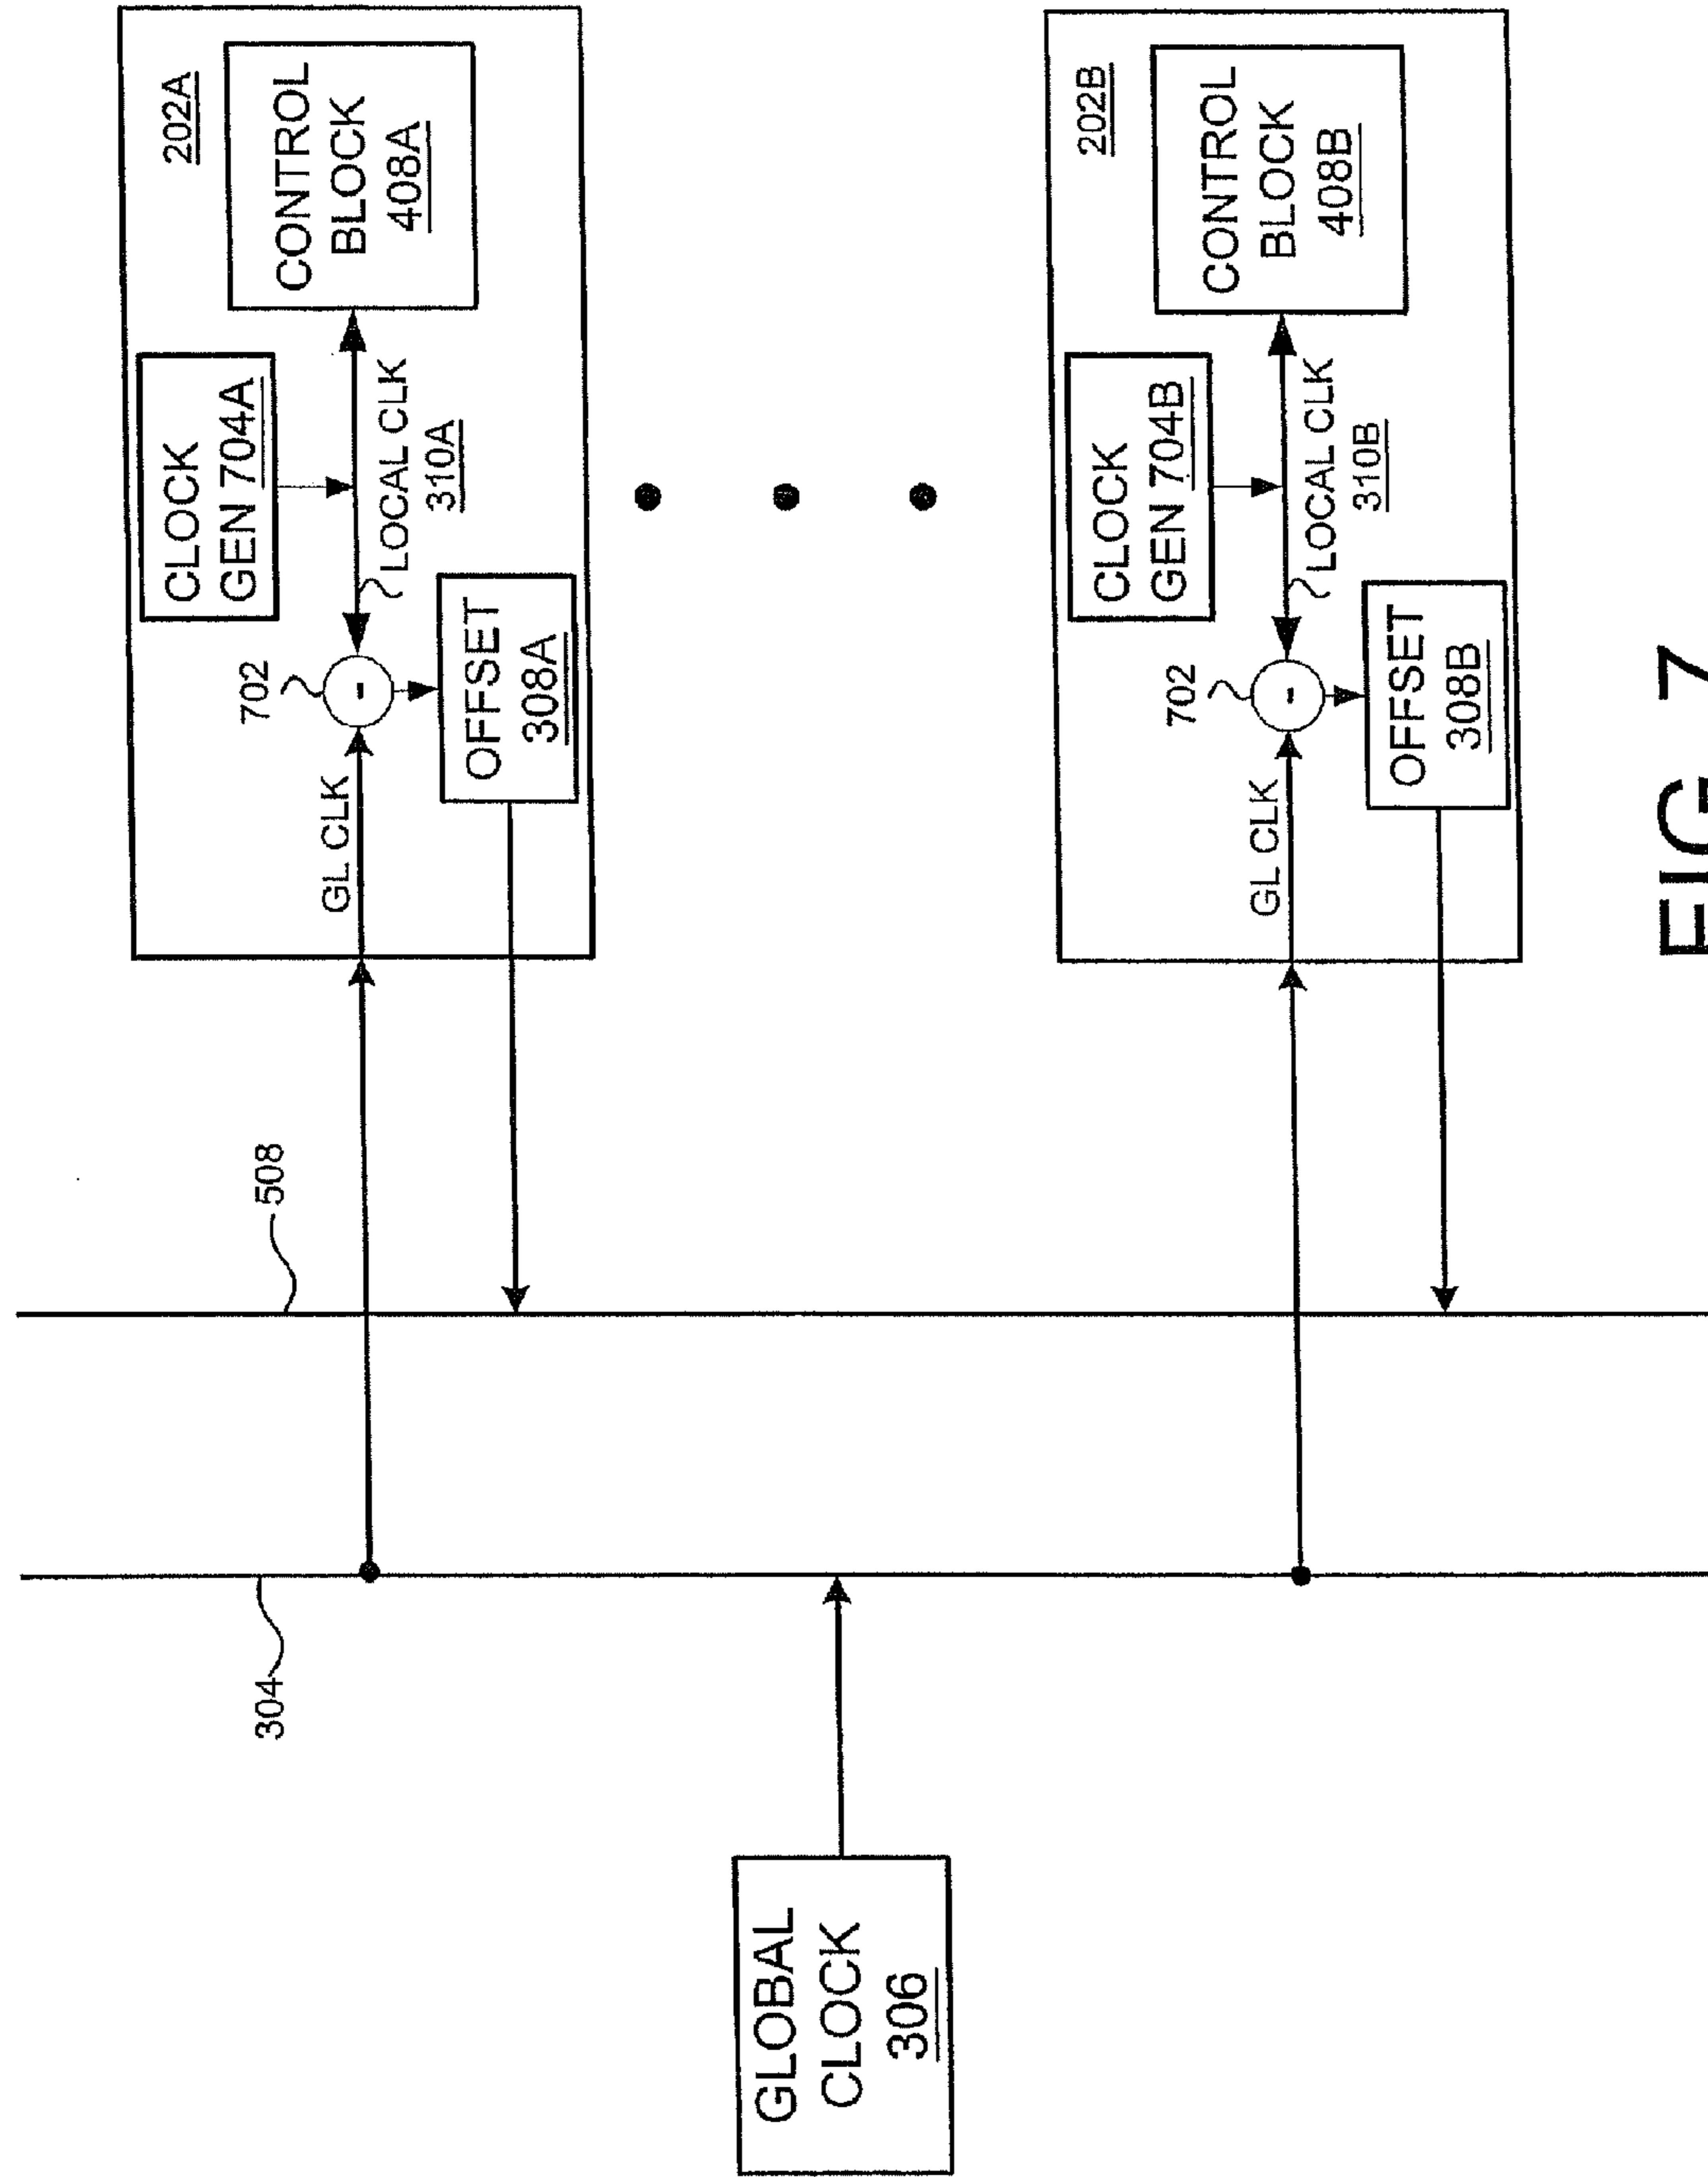 304
508
GLOBAL
CLOCK
306
GL CLK
702
CLOCK
GEN 704A
202A
LOCAL CLK
310A
OFFSET
308A
CONTROL
BLOCK
408A
GL CLK
702
CLOCK
GEN 704B
202B
LOCAL CLK
310B
OFFSET
308B
CONTROL
BLOCK
408B
FIG. 7